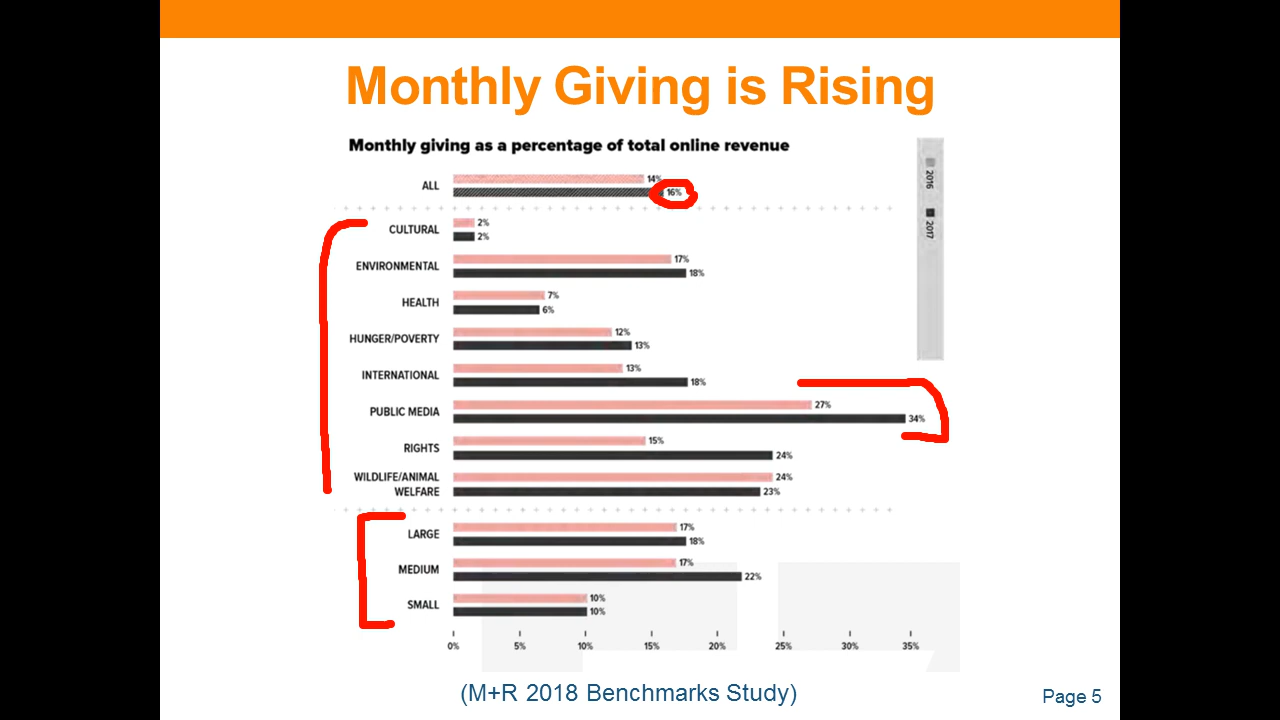 Monthly Giving is Rising
Monthly giving as a percentage of total online revenue
2016
2017
ALL
14%
16%
CULTURAL
2%
2%
ENVIRONMENTAL
17%
18%
HEALTH
7%
6%
HUNGER/POVERTY
12%
13%
INTERNATIONAL
13%
18%
PUBLIC MEDIA
27%
34%
RIGHTS
15%
24%
WILDLIFE/ANIMAL
WELFARE
24%
23%
LARGE
17%
18%
MEDIUM
17%
22%
SMALL
10%
10%
0% 5% 10% 15% 20% 25% 30% 35%
(M+R 2018 Benchmarks Study)
Page 5